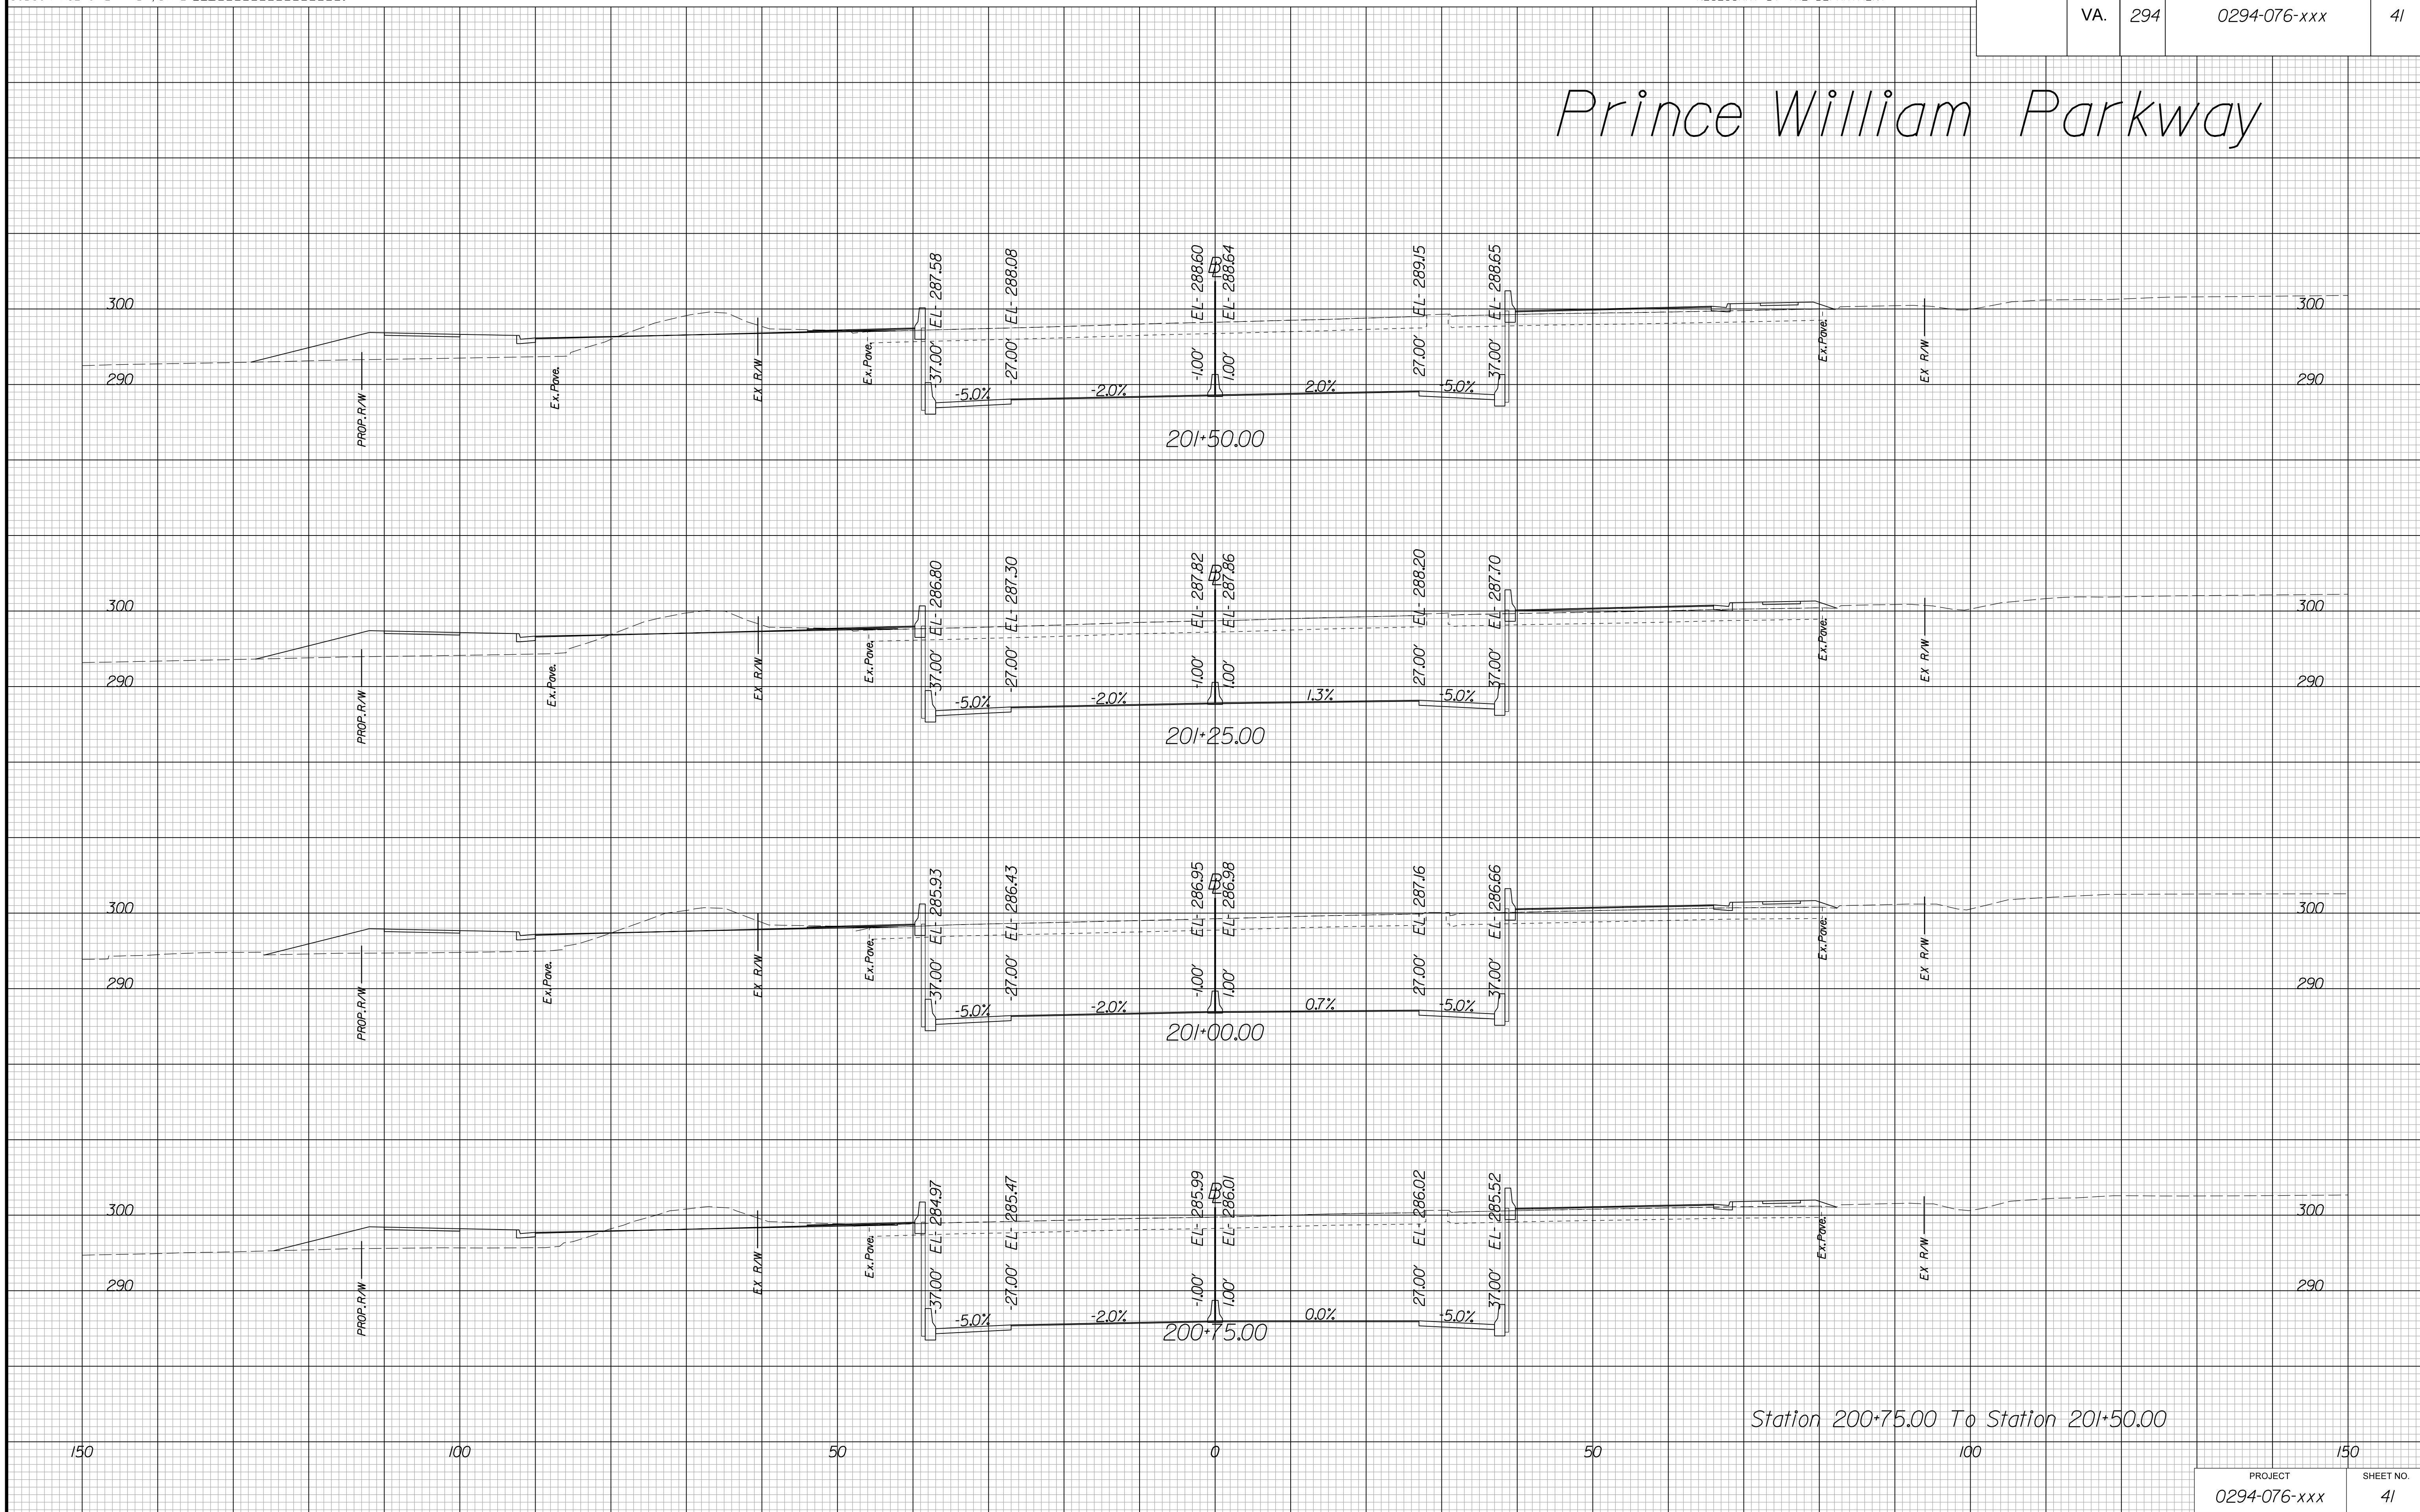 VA. 294 0294-076-xxx 41
Prince William Parkway
EL- 287.58 EL- 288.08 EL- 288.60 BL EL- 288.64 EL- 289.15 EL- 288.65
300 300
-37.00' -27.00' -1.00' 1.00' 27.00' 37.00'
PROP.R/W Ex.Pave. EX R/W Ex.Pave. Ex.Pave. EX R/W
290 290
-5.0% -2.0% 2.0% -5.0%
201+50.00
EL- 286.80 EL- 287.30 EL- 287.82 BL EL- 287.86 EL- 288.20 EL- 287.70
300 300
-37.00' -27.00' -1.00' 1.00' 27.00' 37.00'
PROP.R/W Ex.Pave. EX R/W Ex.Pave. Ex.Pave. EX R/W
290 290
-5.0% -2.0% 1.3% -5.0%
201+25.00
EL- 285.93 EL- 286.43 EL- 286.95 BL EL- 286.98 EL- 287.16 EL- 286.66
300 300
-37.00' -27.00' -1.00' 1.00' 27.00' 37.00'
PROP.R/W Ex.Pave. EX R/W Ex.Pave. Ex.Pave. EX R/W
290 290
-5.0% -2.0% 0.7% -5.0%
201+00.00
EL- 284.97 EL- 285.47 EL- 285.99 BL EL- 286.01 EL- 286.02 EL- 285.52
300 300
-37.00' -27.00' -1.00' 1.00' 27.00' 37.00'
PROP.R/W EX R/W Ex.Pave. Ex.Pave. EX R/W
290 290
-5.0% -2.0% 0.0% -5.0%
200+75.00
Station 200+75.00 To Station 201+50.00
150 100 50 0 50 100 150
PROJECT SHEET NO.
0294-076-xxx 41